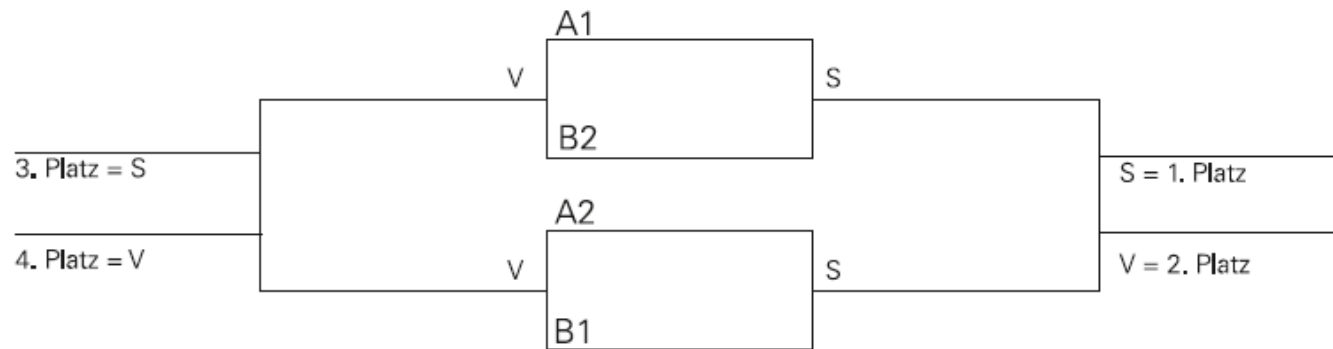 A1
V
S
B2
3. Platz = S
S = 1. Platz
A2
4. Platz = V
V
S
V = 2. Platz
B1